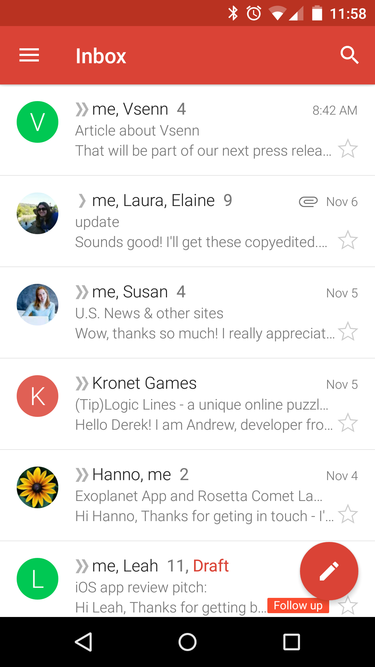 11:58
Inbox
me, Vsenn 4
8:42 AM
Article about Vsenn
That will be part of our next press relea...
me, Laura, Elaine 9
Nov 6
update
Sounds good! I'll get these copyedited....
me, Susan 4
Nov 5
U.S. News & other sites
Wow, thanks so much! I really appreciat...
K
Kronet Games
Nov 5
(Tip)Logic Lines - a unique online puzzl...
Hello Derek! I am Andrew, developer fro...
Hanno, me 2
Nov 4
Exoplanet App and Rosetta Comet La...
Hi Hanno, Thanks for geting in touch - I'...
L
me, Leah 11, Draft
iOS app review pitch:
Hi Leah, Thanks for getting b...
Follow up
V